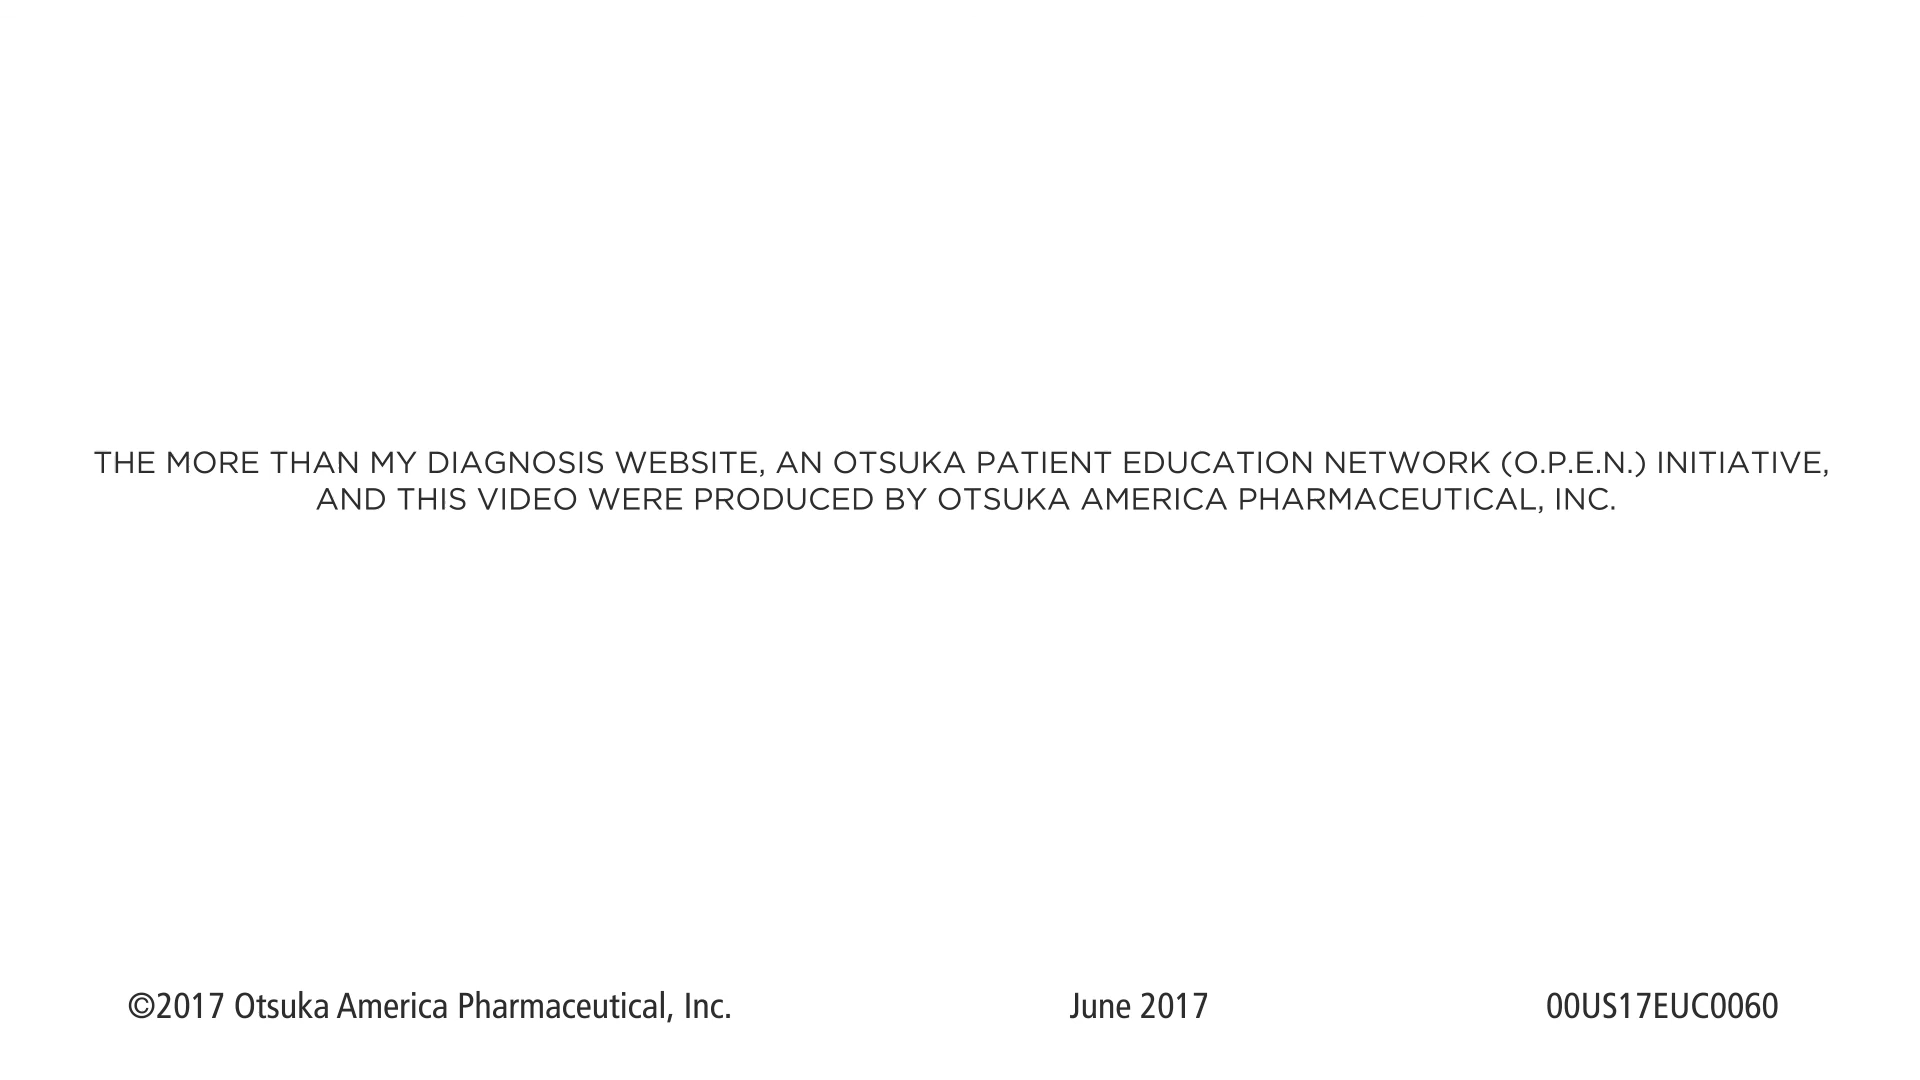 THE MORE THAN MY DIAGNOSIS WEBSITE, AN OTSUKA PATIENT EDUCATION NETWORK (O.P.E.N.) INITIATIVE,
AND THIS VIDEO WERE PRODUCED BY OTSUKA AMERICA PHARMACEUTICAL, INC.
©2017 Otsuka America Pharmaceutical, Inc. June 2017 00US17EUC0060